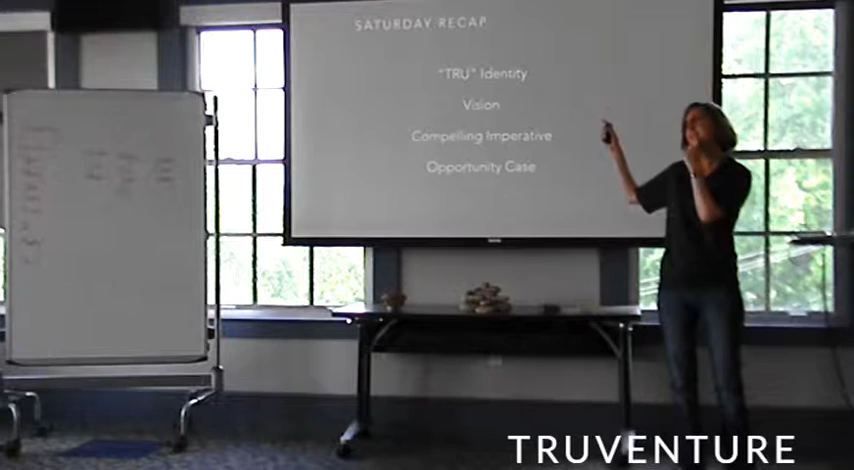 SATURDAY RECAP
"TRU" Identity
Vision
Compelling Imperative
Opportunity Case
TRUVENTURE